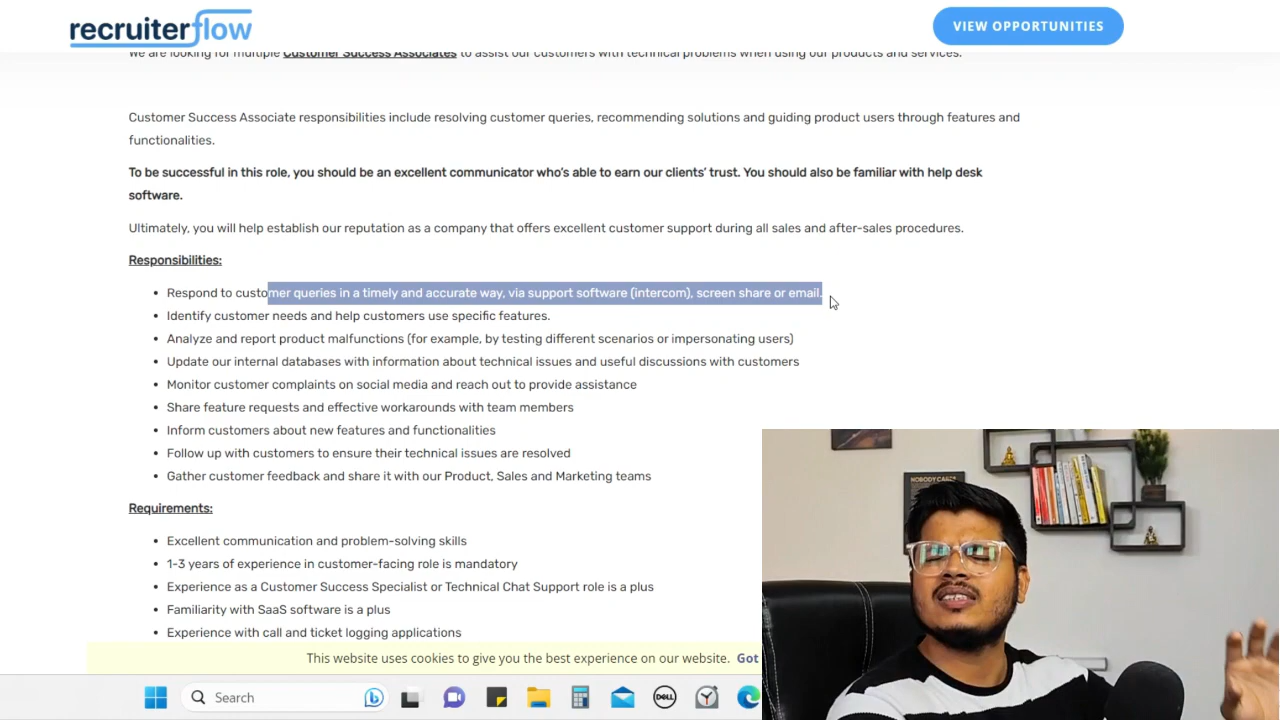 recruiterflow
VIEW OPPORTUNITIES
We are looking for multiple Customer Success Associates to assist our customers with technical problems when using our products and services.
Customer Success Associate responsibilities include resolving customer queries, recommending solutions and guiding product users through features and
functionalities.
To be successful in this role, you should be an excellent communicator who's able to earn our clients' trust. You should also be familiar with help desk
software.
Ultimately, you will help establish our reputation as a company that offers excellent customer support during all sales and after-sales procedures.
Responsibilities:
• Respond to customer queries in a timely and accurate way, via support software (intercom), screen share or email.
• Identify customer needs and help customers use specific features.
• Analyze and report product malfunctions (for example, by testing different scenarios or impersonating users)
• Update our internal databases with information about technical issues and useful discussions with customers
• Monitor customer complaints on social media and reach out to provide assistance
• Share feature requests and effective workarounds with team members
• Inform customers about new features and functionalities
• Follow up with customers to ensure their technical issues are resolved
• Gather customer feedback and share it with our Product, Sales and Marketing teams
NOBODY CARES
Requirements:
• Excellent communication and problem-solving skills
• 1-3 years of experience in customer-facing role is mandatory
• Experience as a Customer Success Specialist or Technical Chat Support role is a plus
• Familiarity with SaaS software is a plus
• Experience with call and ticket logging applications
This website uses cookies to give you the best experience on our website. Got
Search
DELL